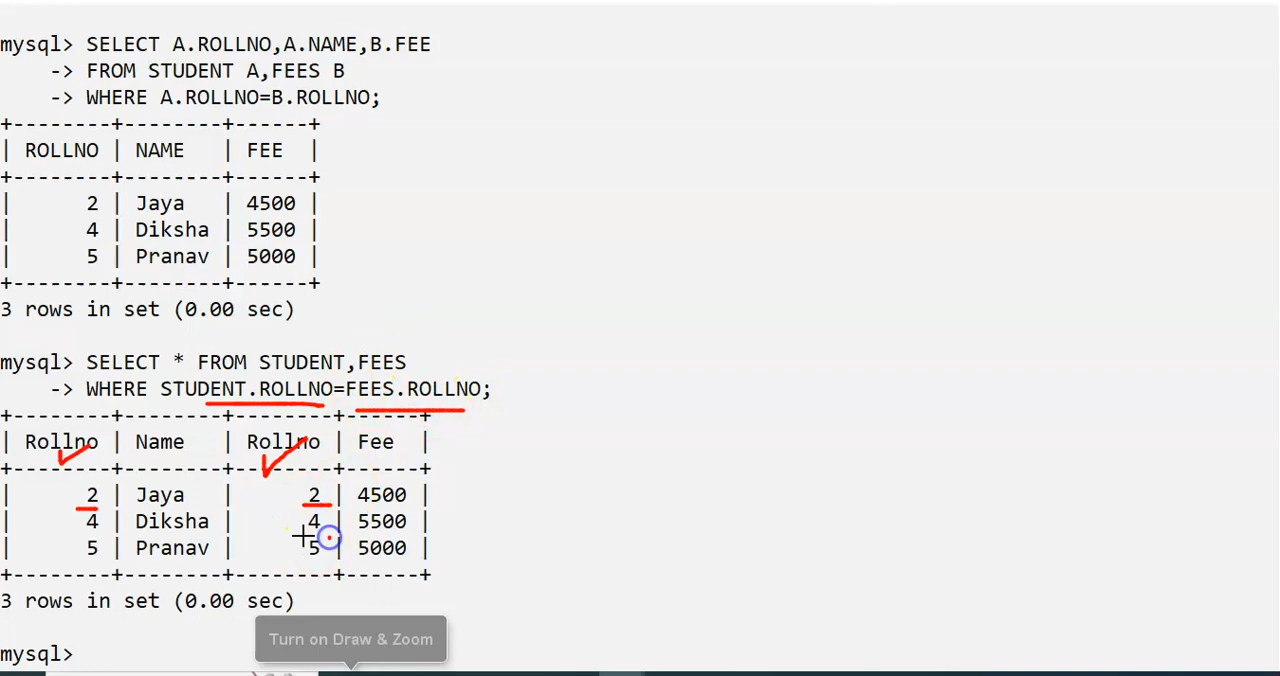 mysql> SELECT A.ROLLNO,A.NAME,B.FEE
    -> FROM STUDENT A,FEES B
    -> WHERE A.ROLLNO=B.ROLLNO;
+--------+--------+------+
| ROLLNO | NAME   | FEE  |
+--------+--------+------+
|      2 | Jaya   | 4500 |
|      4 | Diksha | 5500 |
|      5 | Pranav | 5000 |
+--------+--------+------+
3 rows in set (0.00 sec)
mysql> SELECT * FROM STUDENT,FEES
    -> WHERE STUDENT.ROLLNO=FEES.ROLLNO;
+--------+--------+--------+------+
| Rollno | Name   | Rollno | Fee  |
+--------+--------+--------+------+
|      2 | Jaya   |      2 | 4500 |
|      4 | Diksha |      4 | 5500 |
|      5 | Pranav |      5 | 5000 |
+--------+--------+--------+------+
3 rows in set (0.00 sec)
Turn on Draw & Zoom
mysql>